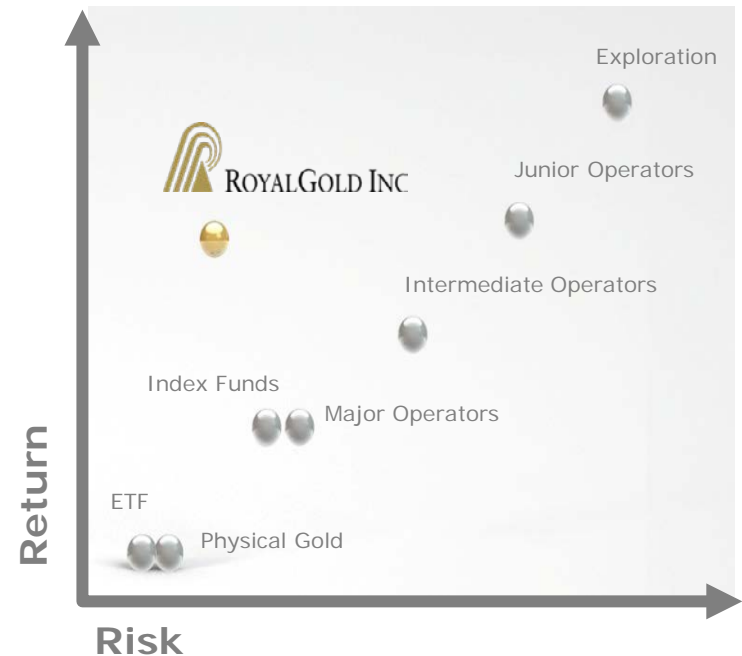 Exploration
ROYALGOLD INC
Junior Operators
Intermediate Operators
Index Funds
Major Operators
ETF
Physical Gold
Return
Risk